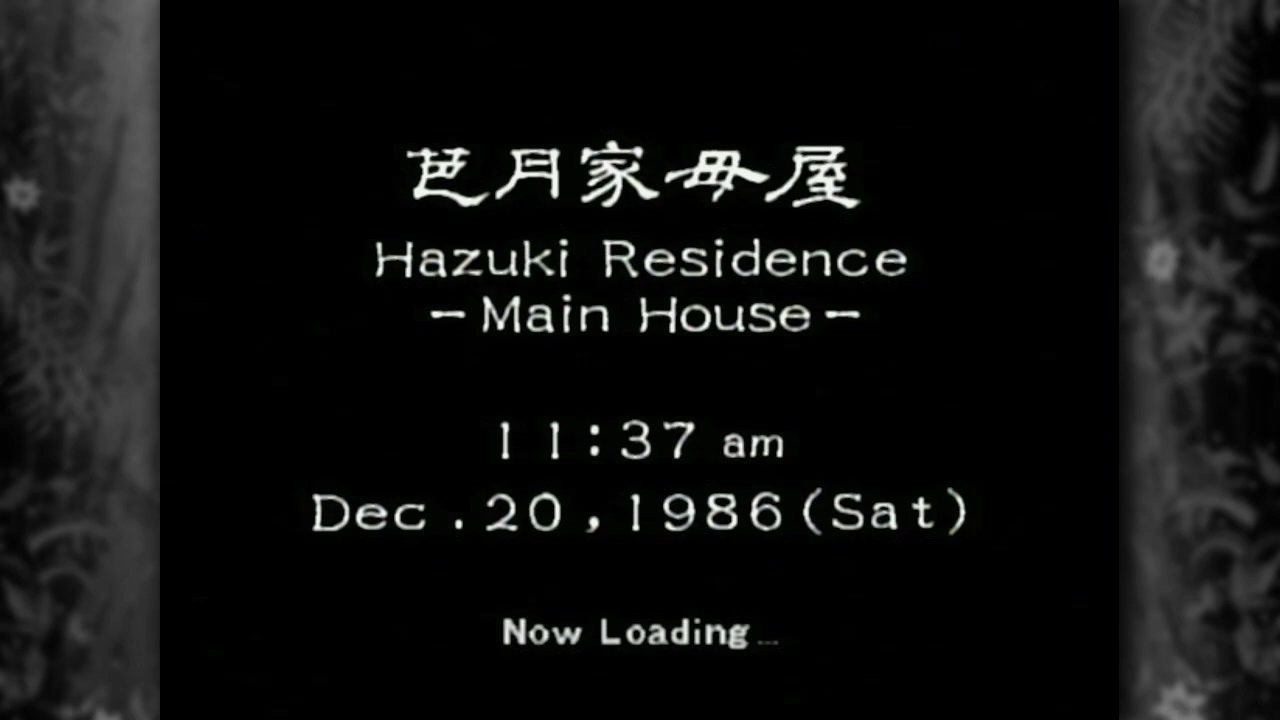 芭月家母屋
Hazuki Residence
-Main House-
11:37 am
Dec.20,1986(Sat)
Now Loading...